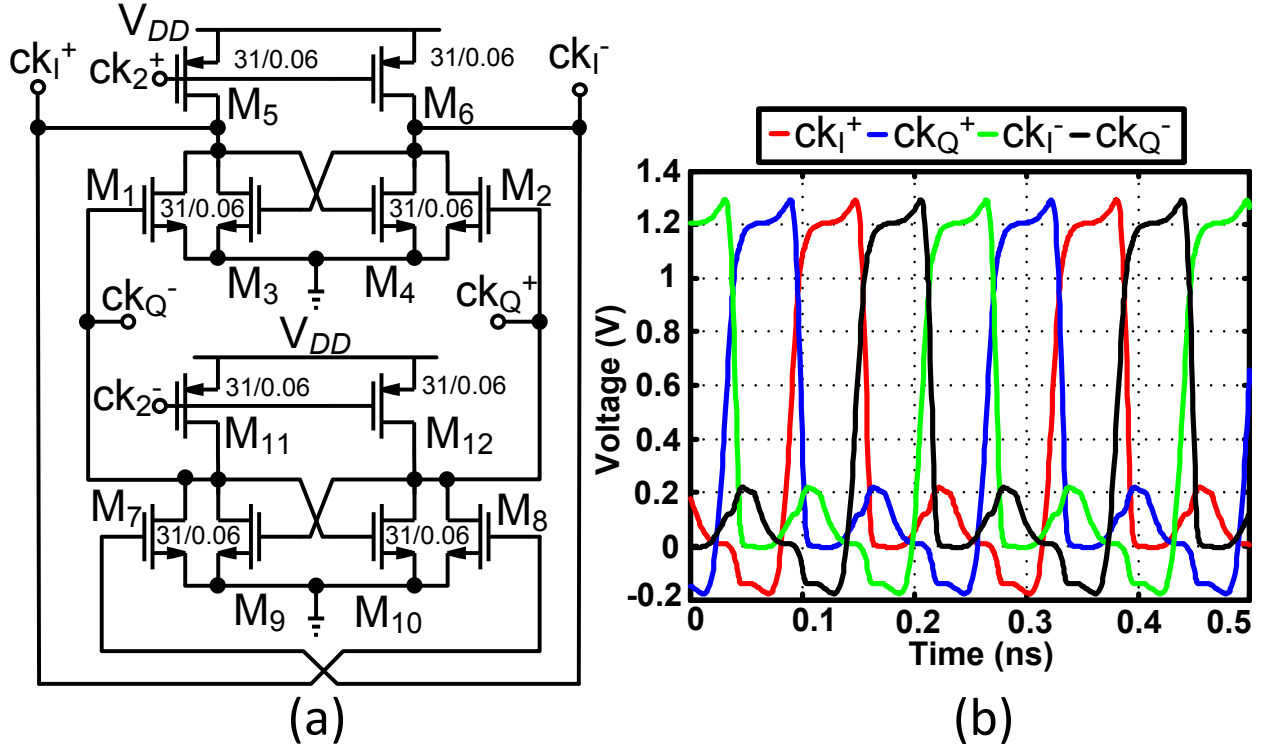 V_DD
ck_I^+
ck_I^-
ck_2^+
31/0.06
31/0.06
M_5
M_6
M_1
M_2
31/0.06
31/0.06
M_3
M_4
ck_Q^-
ck_Q^+
V_DD
31/0.06
31/0.06
ck_2^-
M_11
M_12
M_7
M_8
31/0.06
31/0.06
M_9
M_10
(a)
ck_I^+ ck_Q^+ ck_I^- ck_Q^-
1.4
1.2
1
0.8
0.6
0.4
0.2
0
-0.2
Voltage (V)
0 0.1 0.2 0.3 0.4 0.5
Time (ns)
(b)